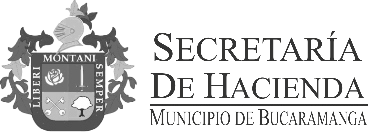 MONTANI
LIBERI
SEMPER
SECRETARÍA
DE HACIENDA
MUNICIPIO DE BUCARAMANGA